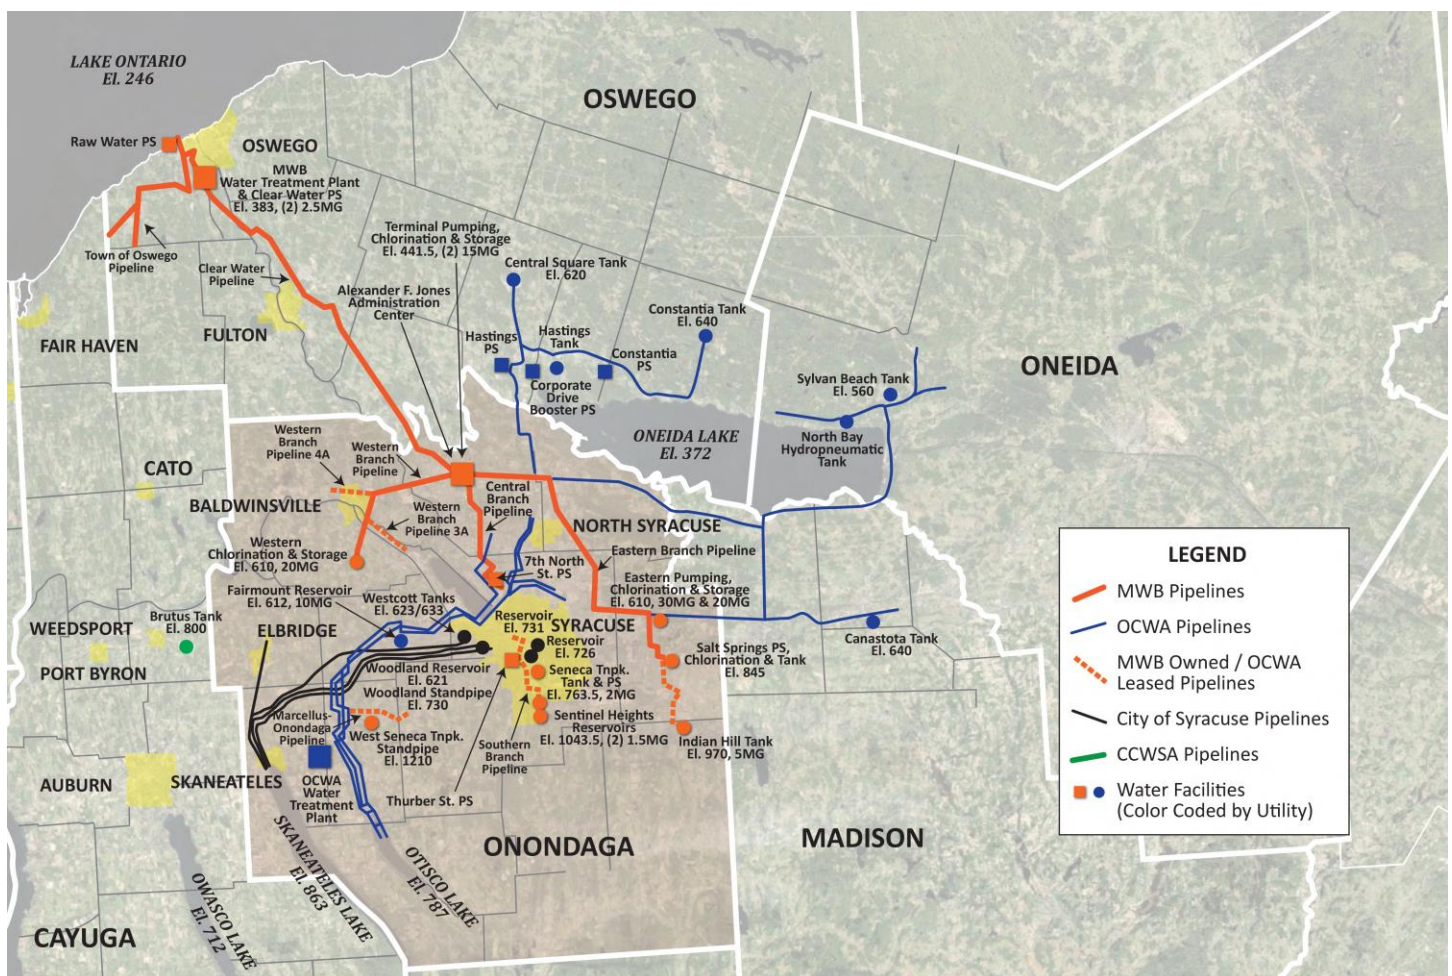 LAKE ONTARIO
El. 246
OSWEGO
Raw Water PS
OSWEGO
MWB
Water Treatment Plant
& Clear Water PS
El. 383, (2) 2.5MG
Terminal Pumping,
Chlorination & Storage
El. 441.5, (2) 15MG
Town of Oswego
Pipeline
Clear Water
Pipeline
Central Square Tank
El. 620
Alexander F. Jones
Administration
Center
Constantia Tank
El. 640
FAIR HAVEN
FULTON
Hastings
PS
Hastings
Tank
Constantia
PS
Corporate
Drive
Booster PS
ONEIDA
Sylvan Beach Tank
El. 560
North Bay
Hydropneumatic
Tank
ONEIDA LAKE
El. 372
Western
Branch
Pipeline 4A
Western
Branch
Pipeline
CATO
BALDWINSVILLE
Western
Branch
Pipeline 3A
Central
Branch
Pipeline
NORTH SYRACUSE
Western
Chlorination & Storage
El. 610, 20MG
7th North
St. PS
Eastern Branch Pipeline
Eastern Pumping,
Chlorination & Storage
El. 610, 30MG & 20MG
Fairmount Reservoir
El. 612, 10MG
Westcott Tanks
El. 623/633
Brutus Tank
El. 800
WEEDSPORT
ELBRIDGE
Reservoir
El. 731
SYRACUSE
Reservoir
El. 726
Canastota Tank
El. 640
PORT BYRON
Woodland Reservoir
El. 621
Woodland Standpipe
El. 730
Seneca Tnpk.
Tank & PS
El. 763.5, 2MG
Salt Springs PS,
Chlorination & Tank
El. 845
Marcellus-
Onondaga
Pipeline
West Seneca Tnpk.
Standpipe
El. 1210
Southern
Branch
Pipeline
Sentinel Heights
Reservoirs
El. 1043.5, (2) 1.5MG
Indian Hill Tank
El. 970, 5MG
AUBURN
SKANEATELES
OCWA
Water
Treatment
Plant
Thurber St. PS
ONONDAGA
MADISON
SKANEATELES LAKE
El. 863
OTISCO LAKE
El. 787
OWASCO LAKE
El. 712
CAYUGA
LEGEND
MWB Pipelines
OCWA Pipelines
MWB Owned / OCWA
Leased Pipelines
City of Syracuse Pipelines
CCWSA Pipelines
Water Facilities
(Color Coded by Utility)